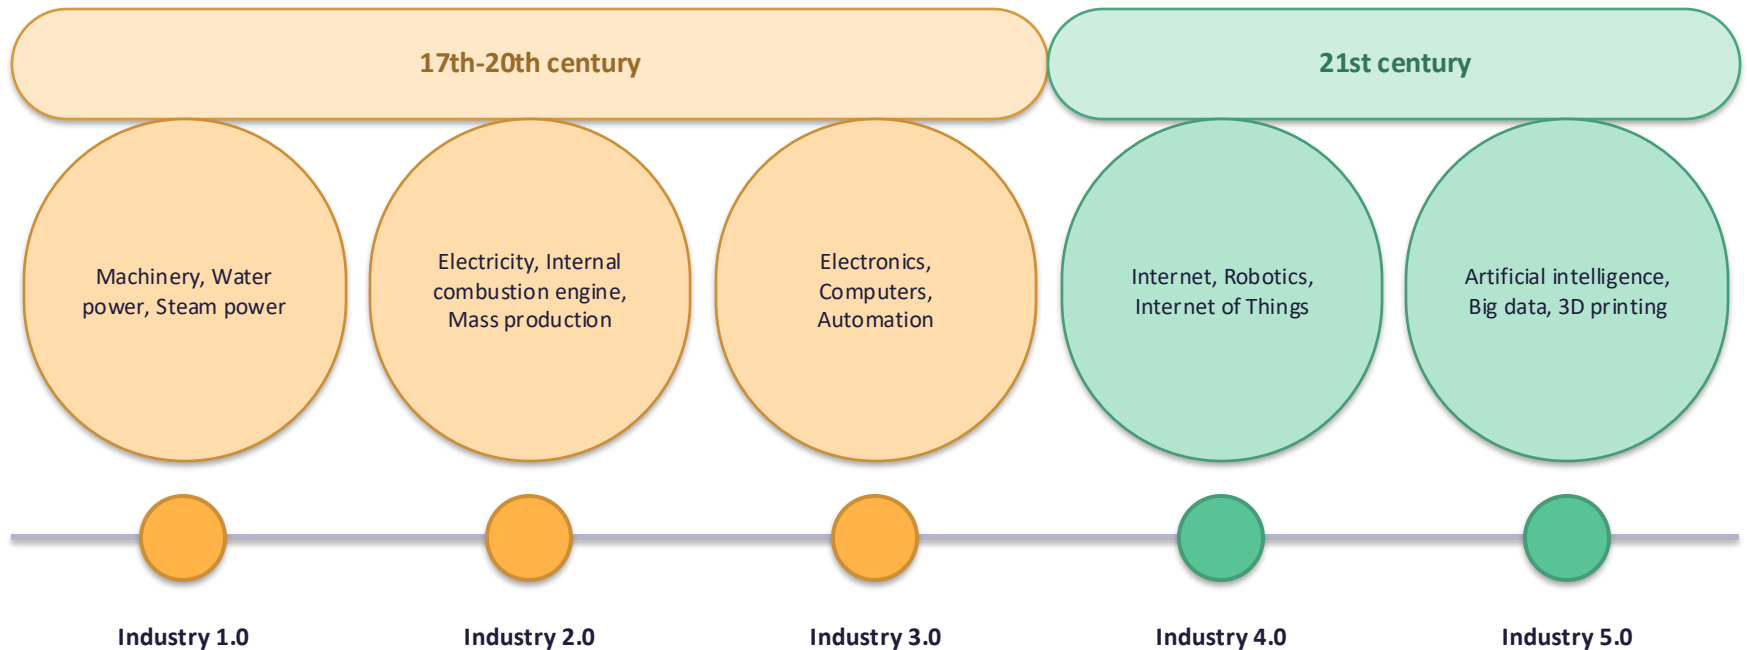 17th-20th century
21st century
Machinery, Water
power, Steam power
Electricity, Internal
combustion engine,
Mass production
Electronics,
Computers,
Automation
Internet, Robotics,
Internet of Things
Artificial intelligence,
Big data, 3D printing
Industry 1.0
Industry 2.0
Industry 3.0
Industry 4.0
Industry 5.0